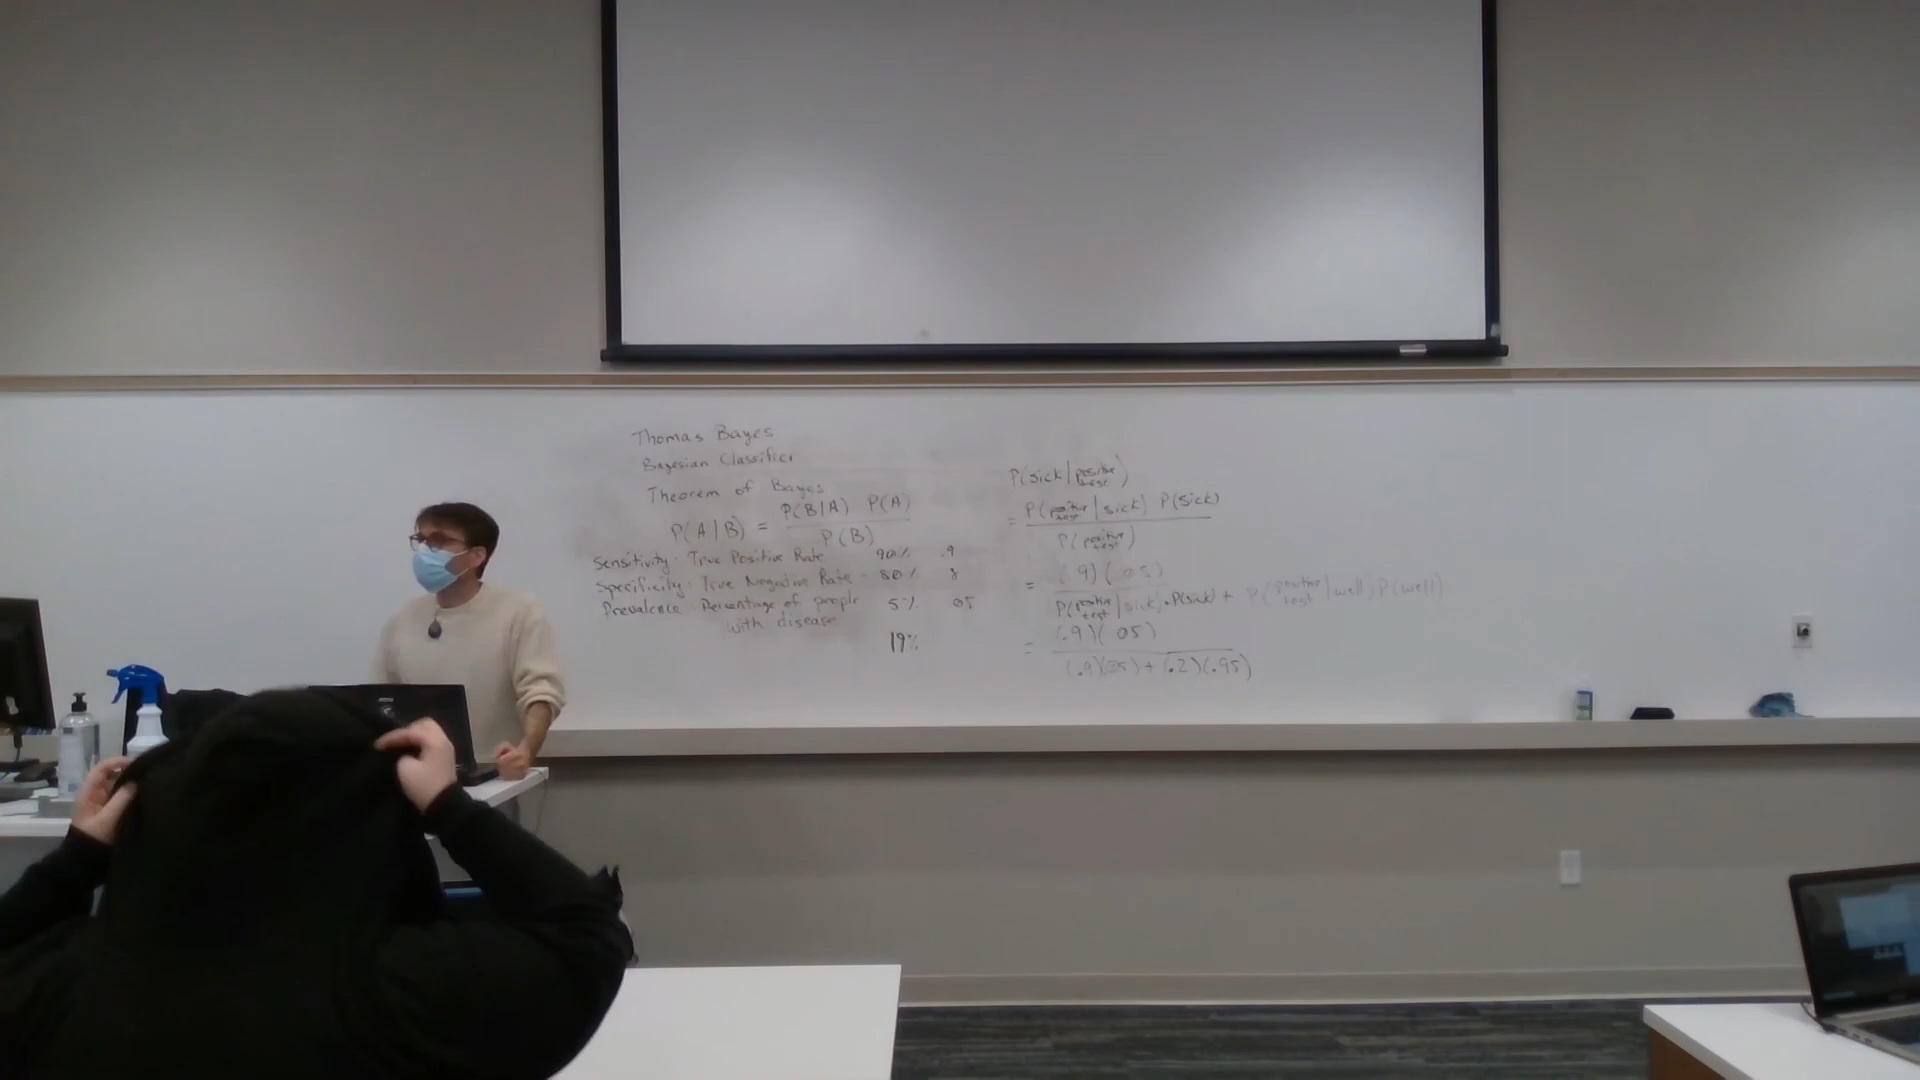 Thomas Bayes
Bayesian Classifier
Theorem of Bayes
P(A|B) = P(B|A) P(A) / P(B)
Sensitivity: True Positive Rate 90% .9
Specificity: True Negative Rate - 80% .8
Prevalence: Percentage of people 5% .05
with disease
19%
P(sick|positive test)
= P(positive test|sick) P(sick) / P(positive test)
= (.9)(.05) / P(positive test|sick)•P(sick) + P(positive test|well)P(well)
= (.9)(.05) / (.9)(.05) + (.2)(.95)